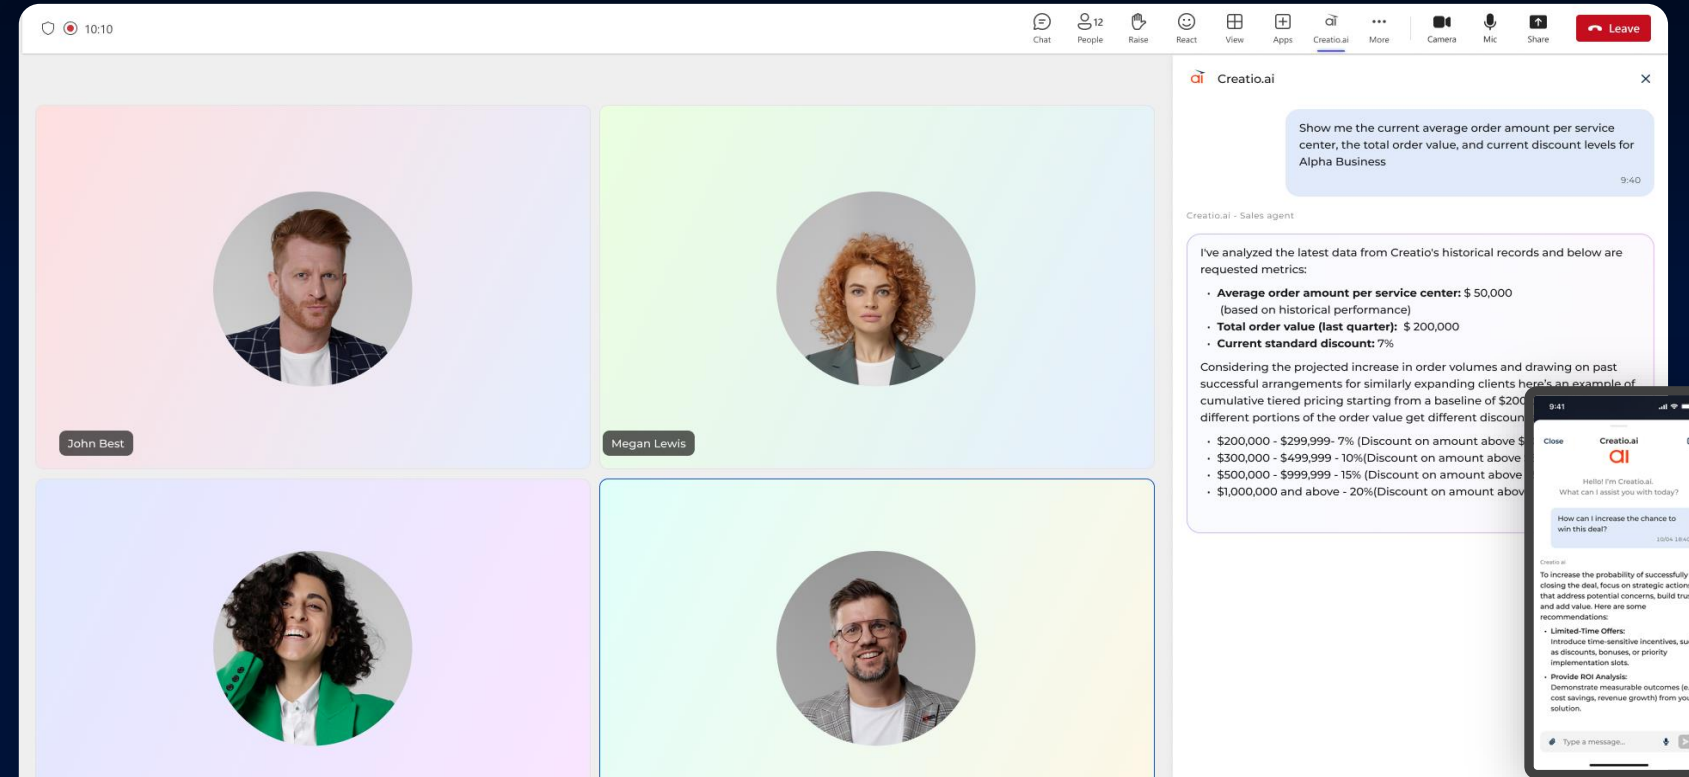 10:10
Chat
12
People
Raise
React
View
Apps
ai
Creatio.ai
More
Camera
Mic
Share
Leave
John Best
Megan Lewis
ai Creatio.ai
Show me the current average order amount per service
center, the total order value, and current discount levels for
Alpha Business
9:40
Creatio.ai - Sales agent
I've analyzed the latest data from Creatio's historical records and below are
requested metrics:
• Average order amount per service center: $ 50,000
(based on historical performance)
• Total order value (last quarter): $ 200,000
• Current standard discount: 7%
Considering the projected increase in order volumes and drawing on past
successful arrangements for similarly expanding clients here's an example of
cumulative tiered pricing starting from a baseline of $200
different portions of the order value get different discoun
• $200,000 - $299,999- 7% (Discount on amount above $
• $300,000 - $499,999 - 10%(Discount on amount above
• $500,000 - $999,999 - 15% (Discount on amount above
• $1,000,000 and above - 20%(Discount on amount abov
9:41
Close
Creatio.ai
ai
Hello! I'm Creatio.ai.
What can I assist you with today?
How can I increase the chance to
win this deal?
10/04 18:40
Creatio ai
To increase the probability of successfully
closing the deal, focus on strategic actions
that address potential concerns, build trus
and add value. Here are some
recommendations:
• Limited-Time Offers:
Introduce time-sensitive incentives, suc
as discounts, bonuses, or priority
implementation slots.
• Provide ROI Analysis:
Demonstrate measurable outcomes (e.
cost savings, revenue growth) from you
solution.
Type a message...